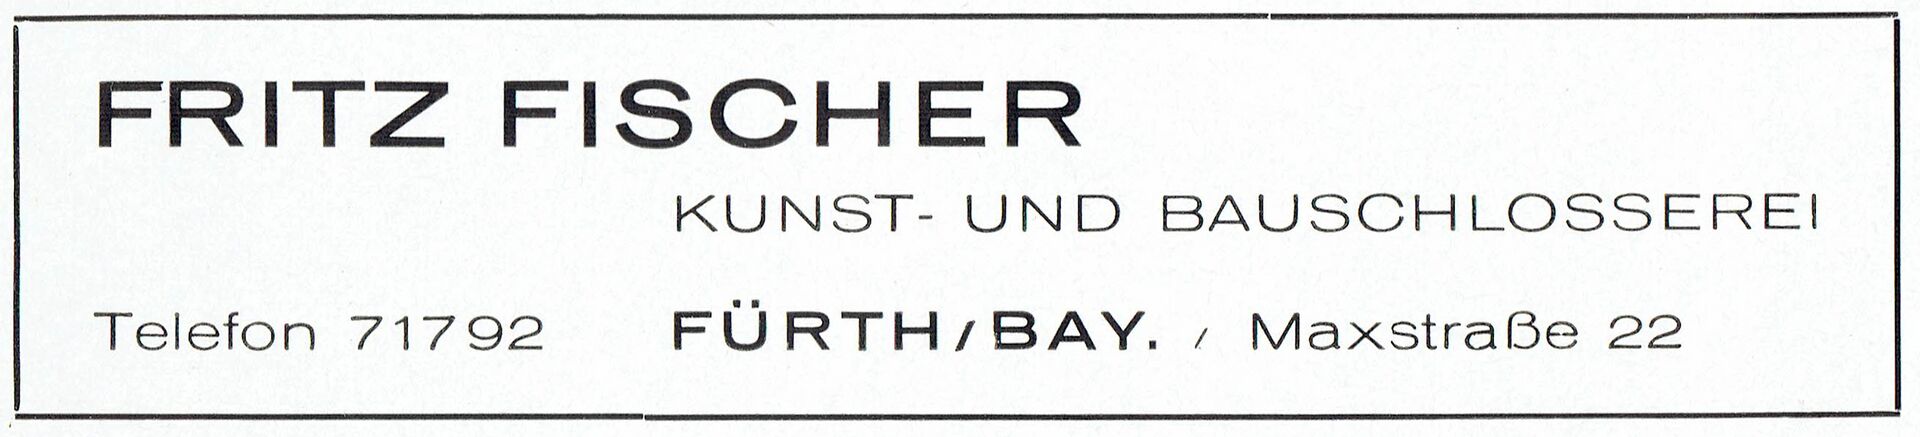 FRITZ FISCHER
KUNST- UND BAUSCHLOSSEREI
Telefon 71792 FÜRTH/BAY. / Maxstraße 22